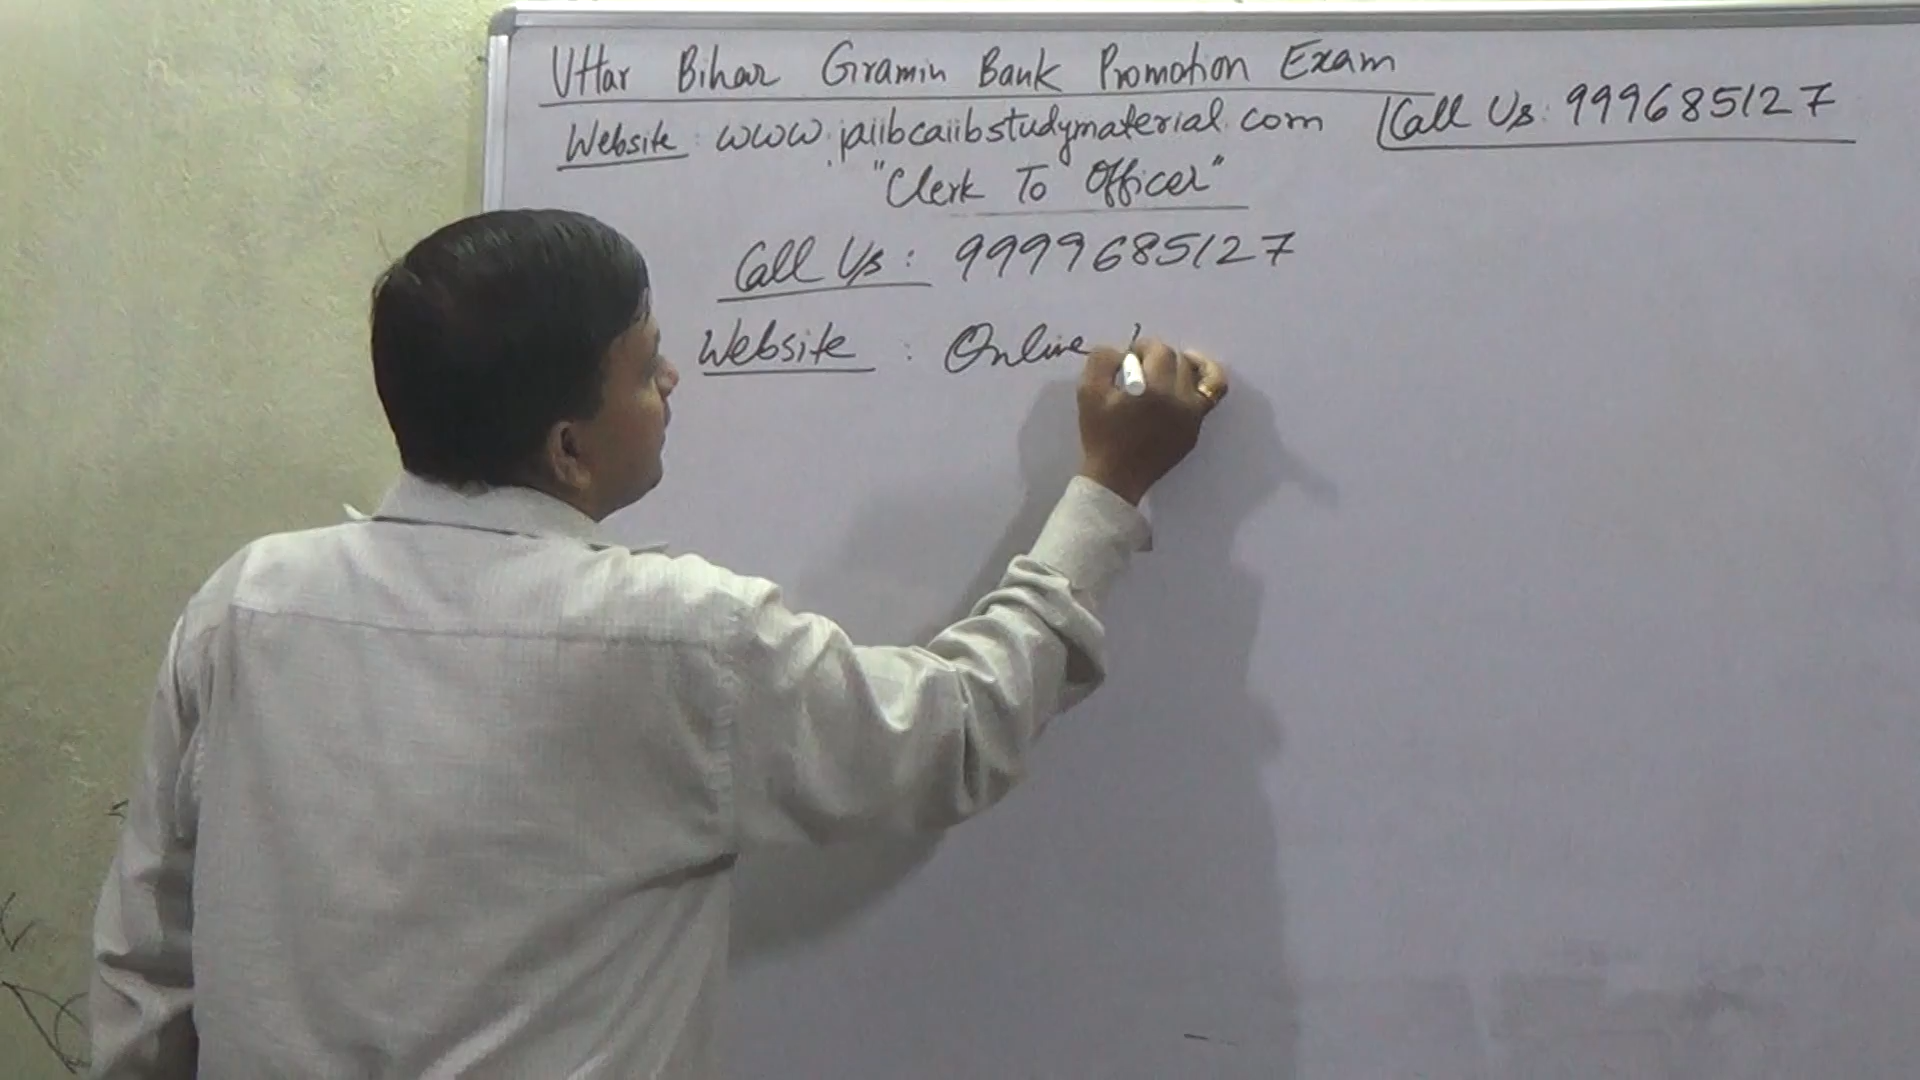 Uttar Bihar Gramin Bank Promotion Exam
Website: www.jaiibcaiibstudymaterial.com
Call Us: 9999685127
"Clerk To Officer"
Call Us: 9999685127
Website : Online